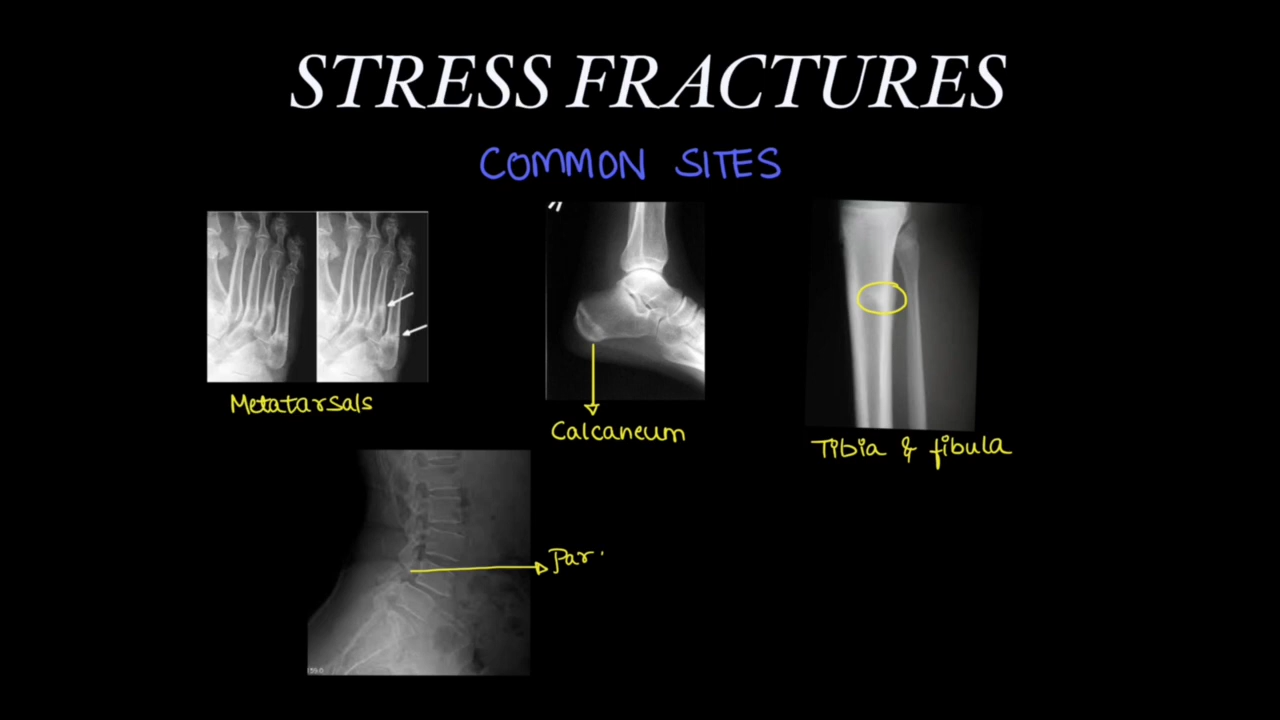 STRESS FRACTURES
COMMON SITES
Metatarsals
Calcaneum
Tibia & fibula
Par